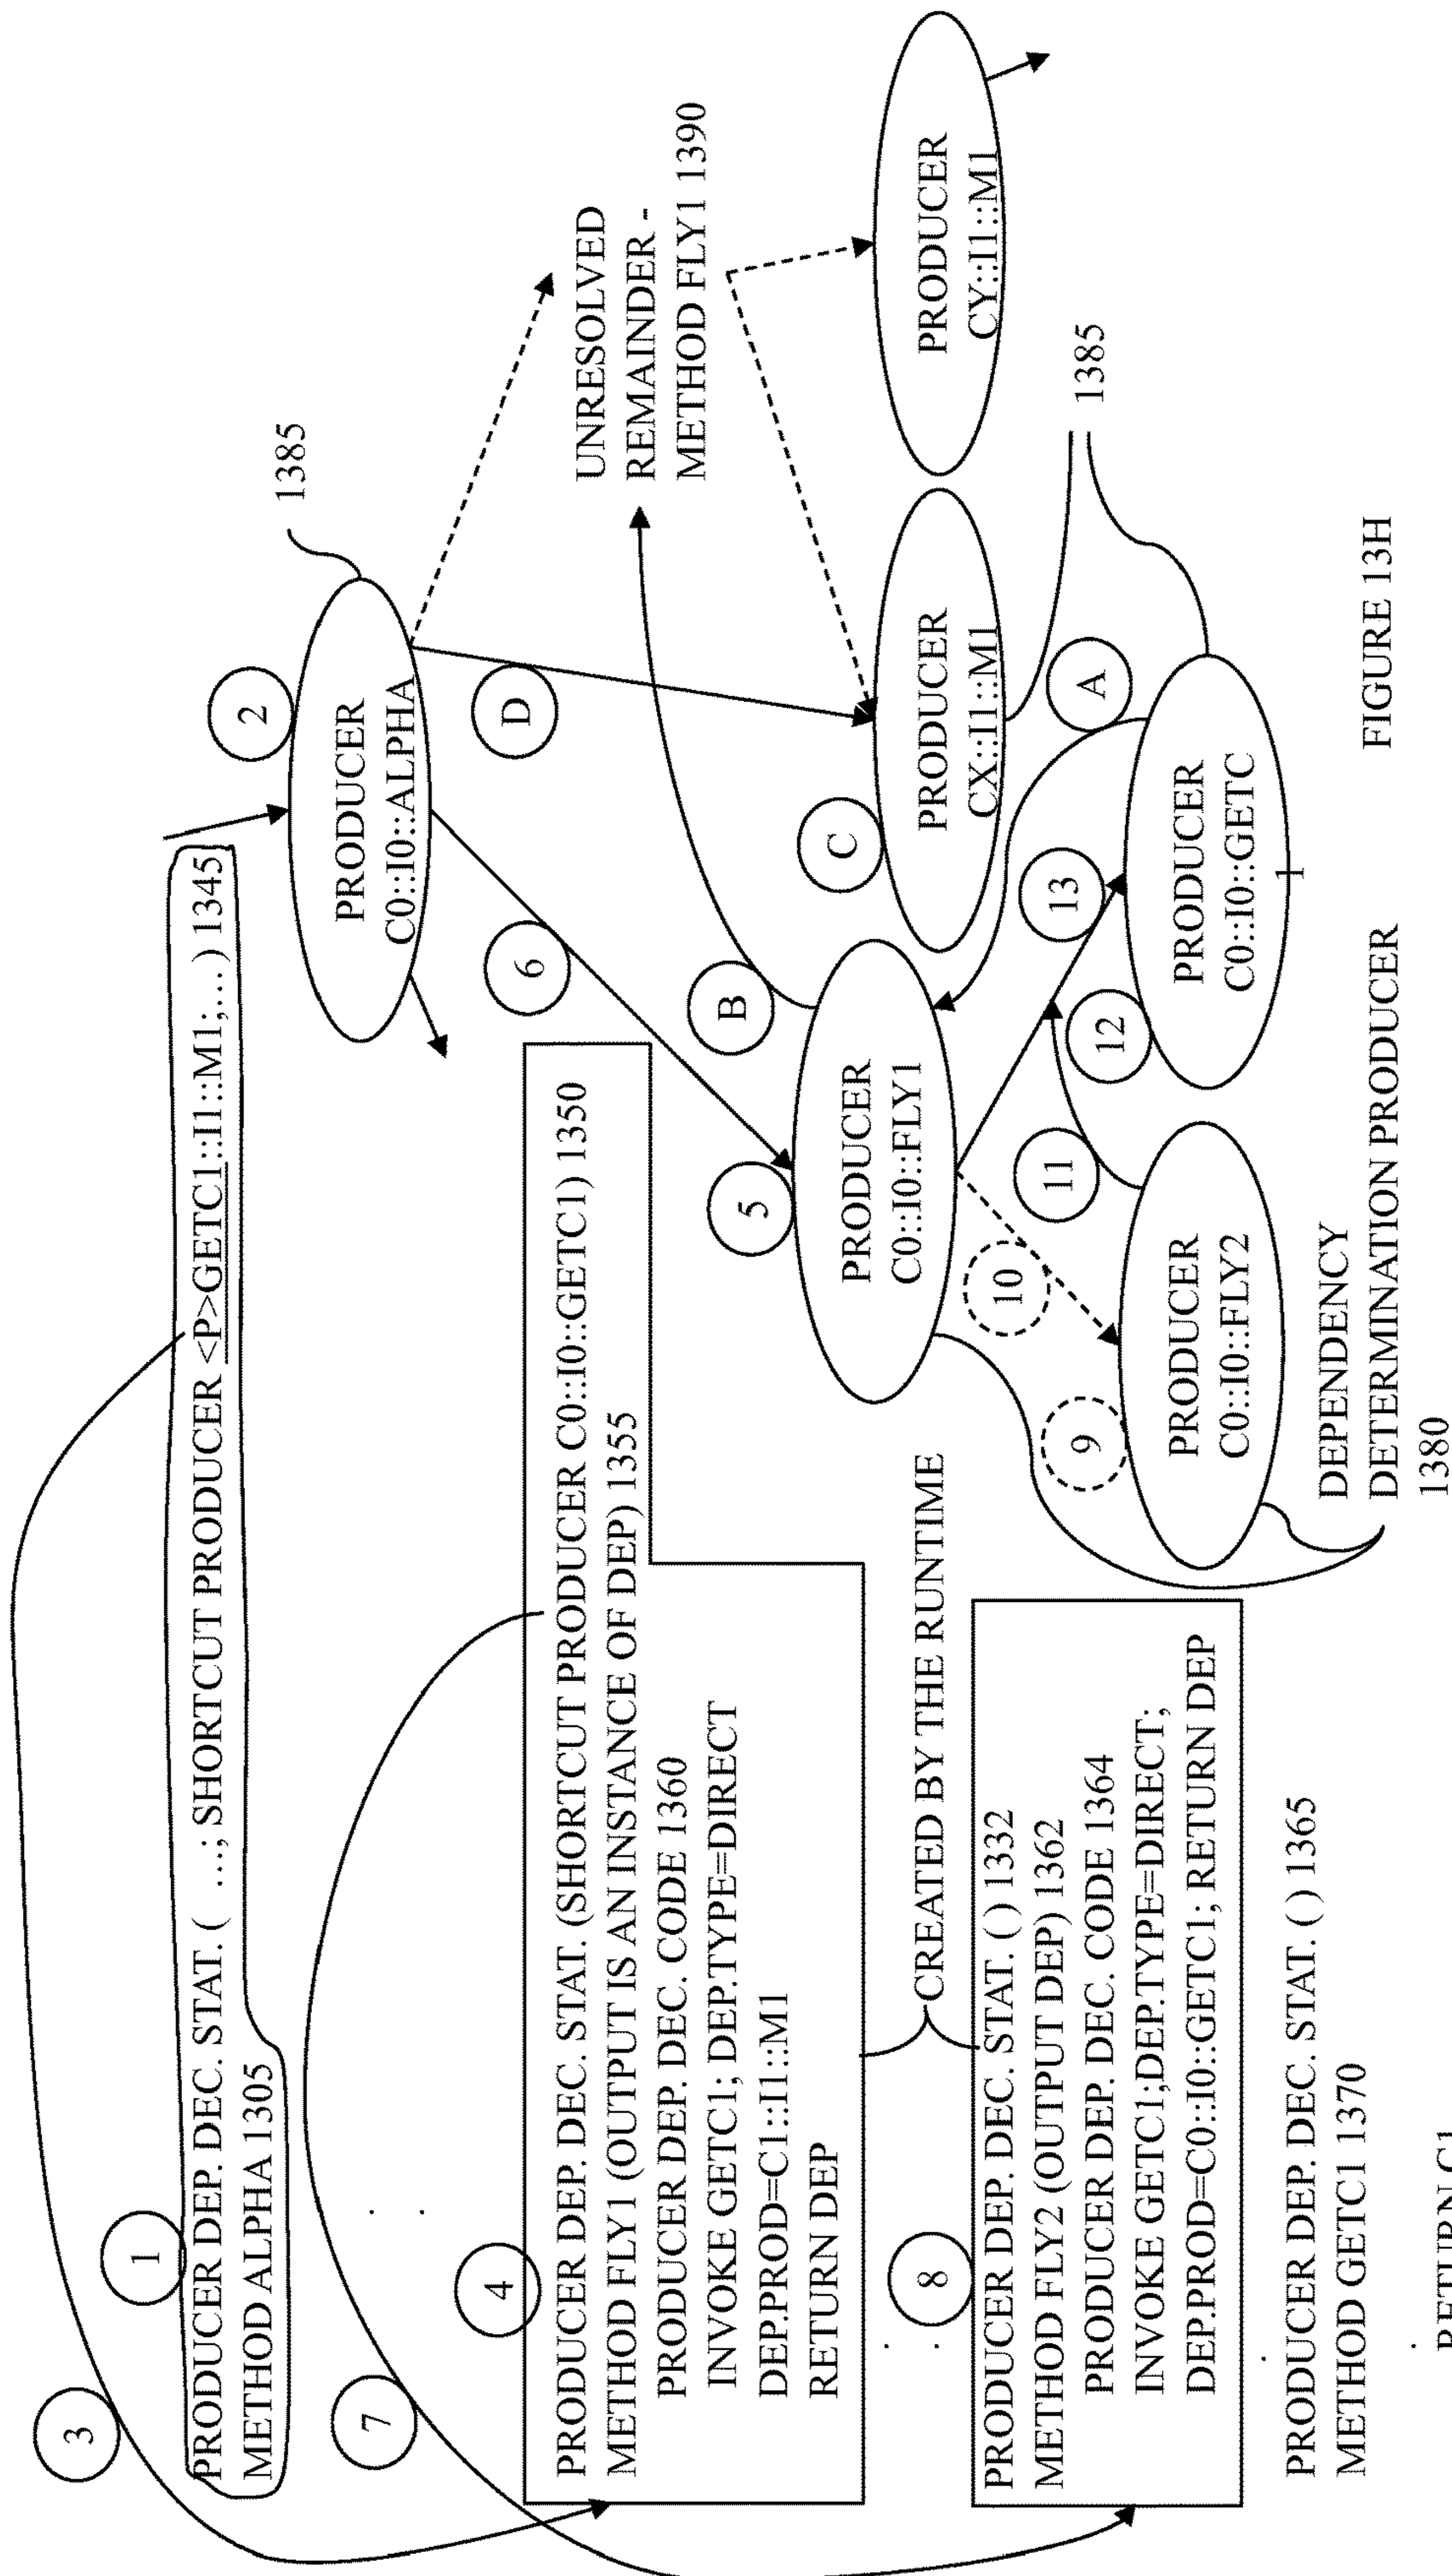 3
1
PRODUCER DEP. DEC. STAT. ( ...; SHORTCUT PRODUCER <P>GETC1::I1::M1;...) 1345
METHOD ALPHA 1305
7
4
PRODUCER DEP. DEC. STAT. (SHORTCUT PRODUCER C0::I0::GETC1) 1350
METHOD FLY1 (OUTPUT IS AN INSTANCE OF DEP) 1355
PRODUCER DEP. DEC. CODE 1360
INVOKE GETC1; DEP.TYPE=DIRECT
DEP.PROD=C1::I1::M1
RETURN DEP
CREATED BY THE RUNTIME
8
PRODUCER DEP. DEC. STAT. ( ) 1332
METHOD FLY2 (OUTPUT DEP) 1362
PRODUCER DEP. DEC. CODE 1364
INVOKE GETC1;DEP.TYPE=DIRECT;
DEP.PROD=C0::I0::GETC1; RETURN DEP
PRODUCER DEP. DEC. STAT. ( ) 1365
METHOD GETC1 1370
RETURN C1
2
PRODUCER
C0::I0::ALPHA
1385
6
D
UNRESOLVED
REMAINDER -
METHOD FLY1 1390
B
5
PRODUCER
C0::I0::FLY1
C
PRODUCER
CX::I1::M1
PRODUCER
CY::I1::M1
10
11
13
A
1385
9
PRODUCER
C0::I0::FLY2
12
PRODUCER
C0::I0::GETC
1
DEPENDENCY
DETERMINATION PRODUCER
1380
FIGURE 13H